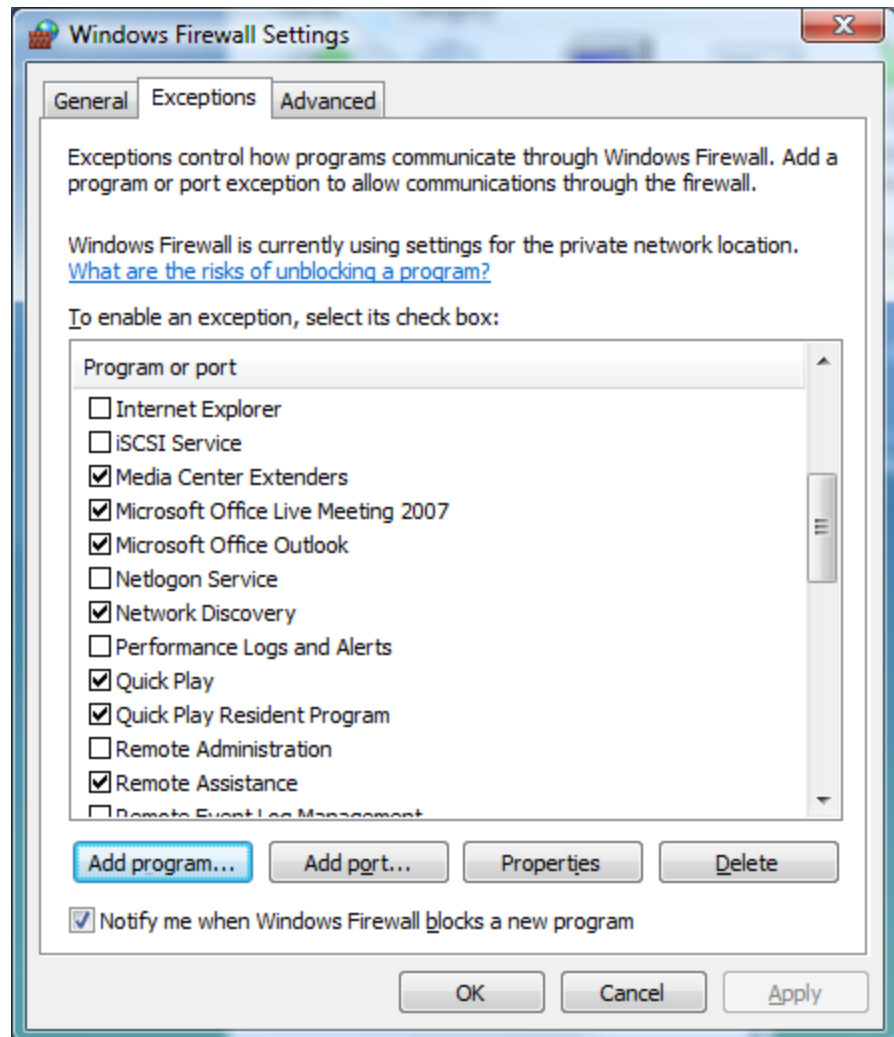 Windows Firewall Settings
General
Exceptions
Advanced
Exceptions control how programs communicate through Windows Firewall. Add a
program or port exception to allow communications through the firewall.
Windows Firewall is currently using settings for the private network location.
What are the risks of unblocking a program?
To enable an exception, select its check box:
Program or port
Internet Explorer
iSCSI Service
Media Center Extenders
Microsoft Office Live Meeting 2007
Microsoft Office Outlook
Netlogon Service
Network Discovery
Performance Logs and Alerts
Quick Play
Quick Play Resident Program
Remote Administration
Remote Assistance
Remote Event Log Management
Add program...
Add port...
Properties
Delete
Notify me when Windows Firewall blocks a new program
OK
Cancel
Apply